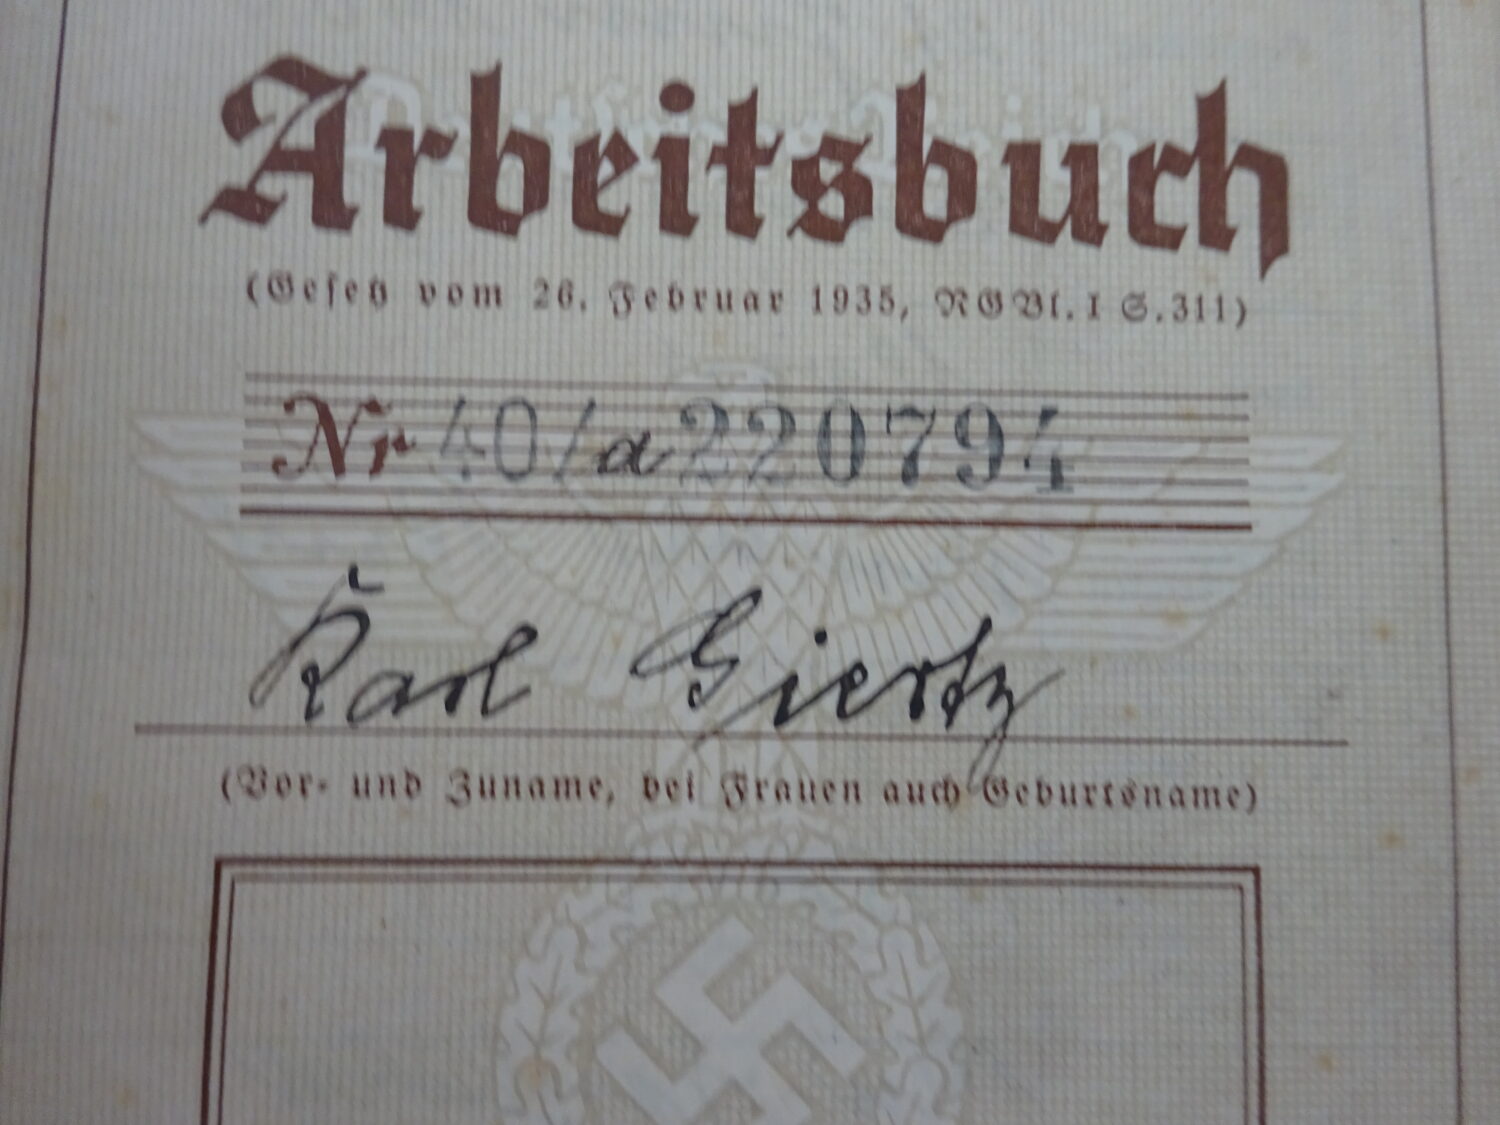 Arbeitsbuch
(Gesetz vom 26. Februar 1935, RGBl. I S. 311)
Nr 40/a 220794
Karl Giertz
(Vor- und Zuname, bei Frauen auch Geburtsname)